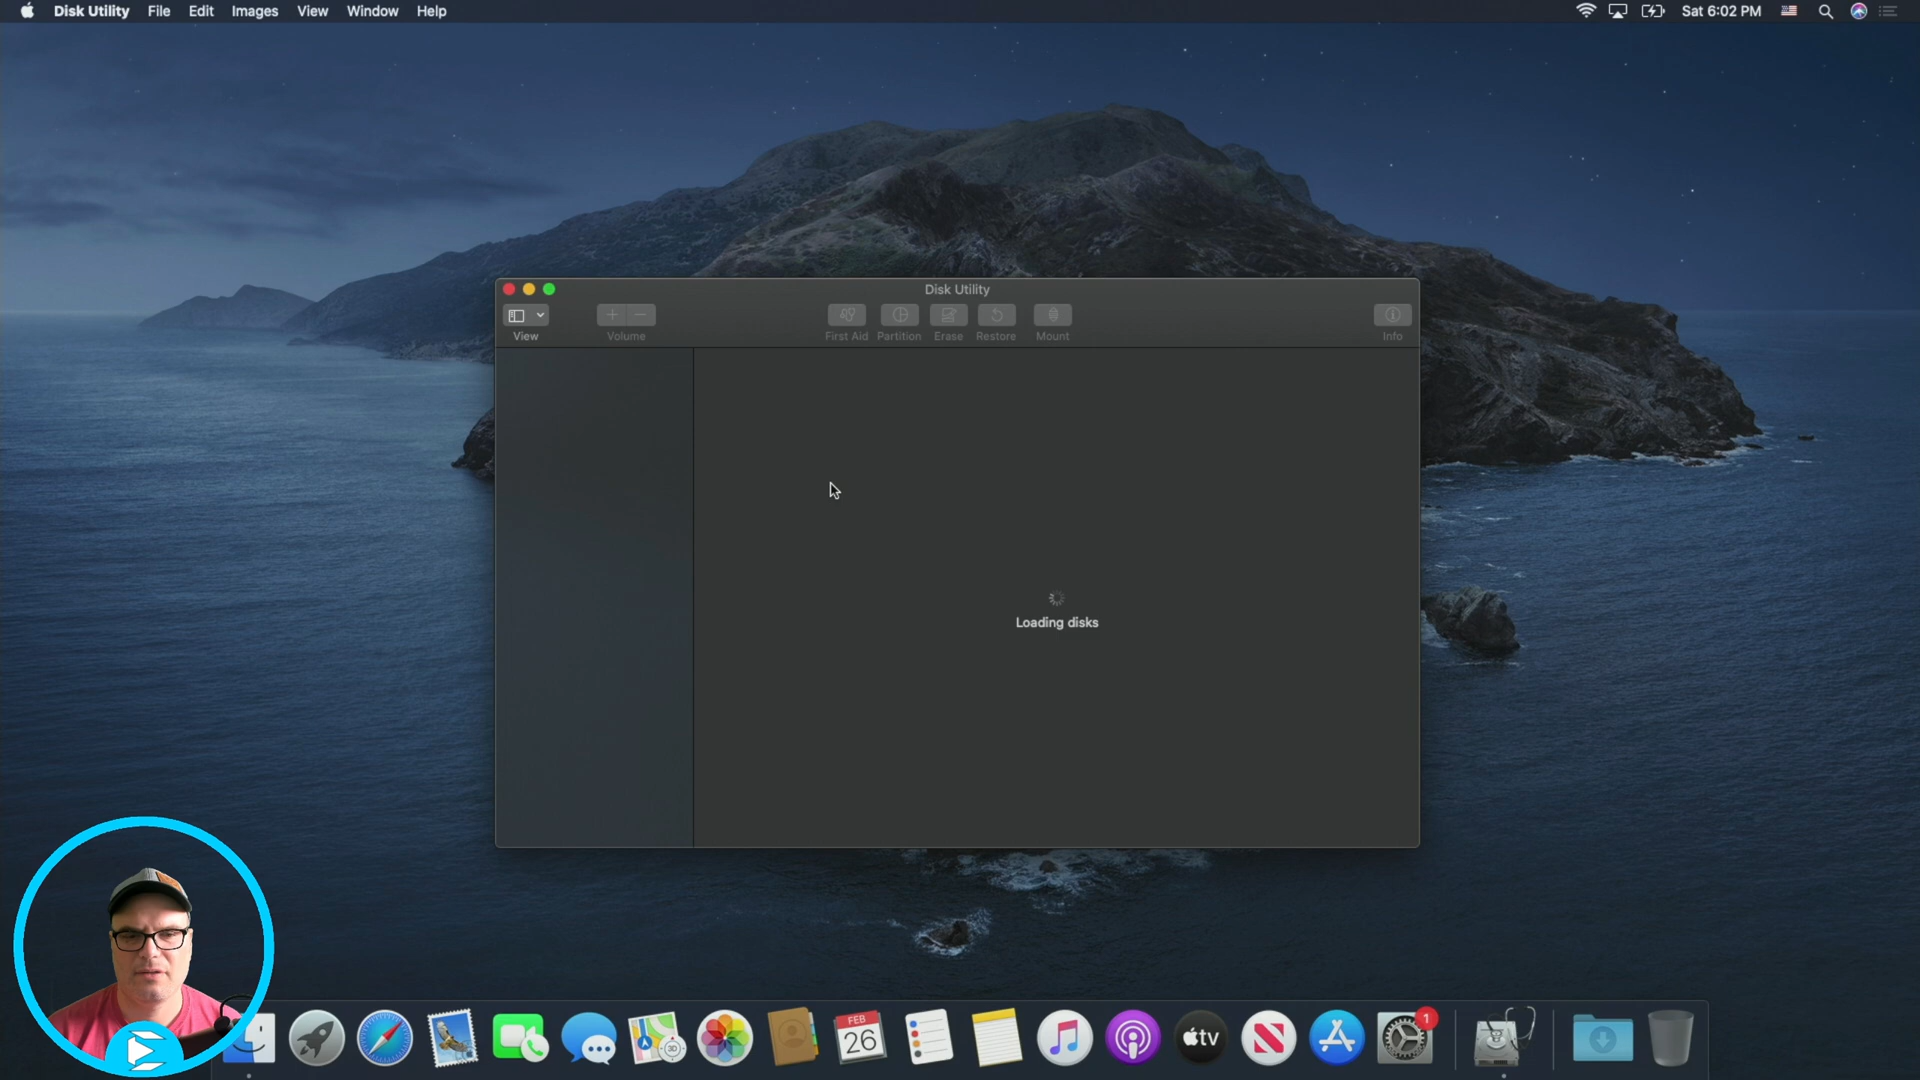 Disk Utility File Edit Images View Window Help Sat 6:02 PM
Disk Utility
View Volume First Aid Partition Erase Restore Mount Info
Loading disks
FEB
26
3D
tv
1